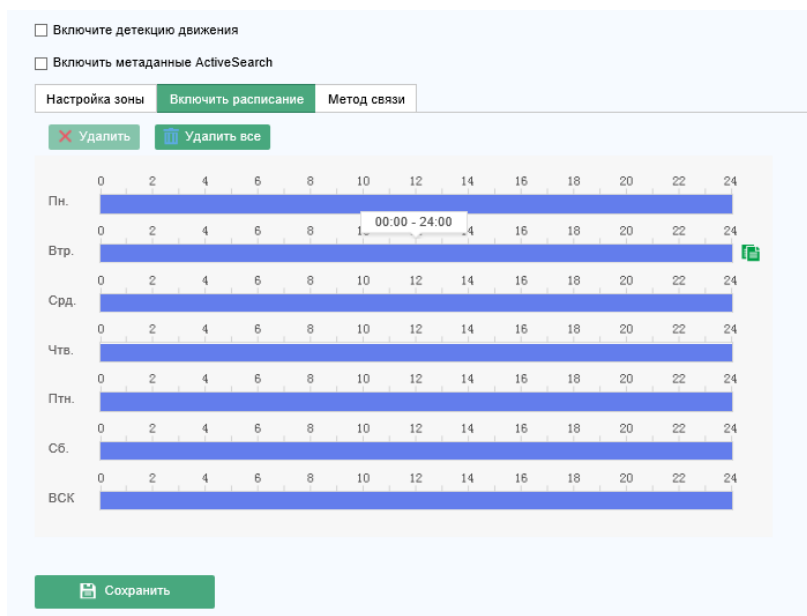 Включите детекцию движения
Включить метаданные ActiveSearch
Настройка зоны Включить расписание Метод связи
Удалить Удалить все
0 2 4 6 8 10 12 14 16 18 20 22 24
Пн.
00:00 - 24:00
0 2 4 6 8 16 18 20 22 24
Втр.
0 2 4 6 8 10 12 14 16 18 20 22 24
Срд.
0 2 4 6 8 10 12 14 16 18 20 22 24
Чтв.
0 2 4 6 8 10 12 14 16 18 20 22 24
Птн.
0 2 4 6 8 10 12 14 16 18 20 22 24
Сб.
0 2 4 6 8 10 12 14 16 18 20 22 24
ВСК
Сохранить